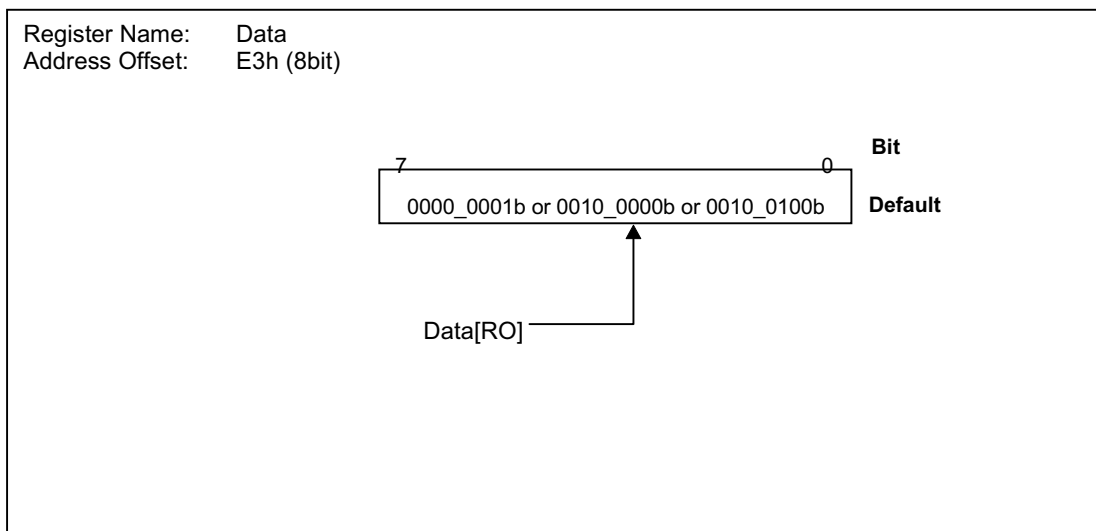 Register Name: Data
Address Offset: E3h (8bit)
7 0 Bit
0000_0001b or 0010_0000b or 0010_0100b Default
Data[RO]